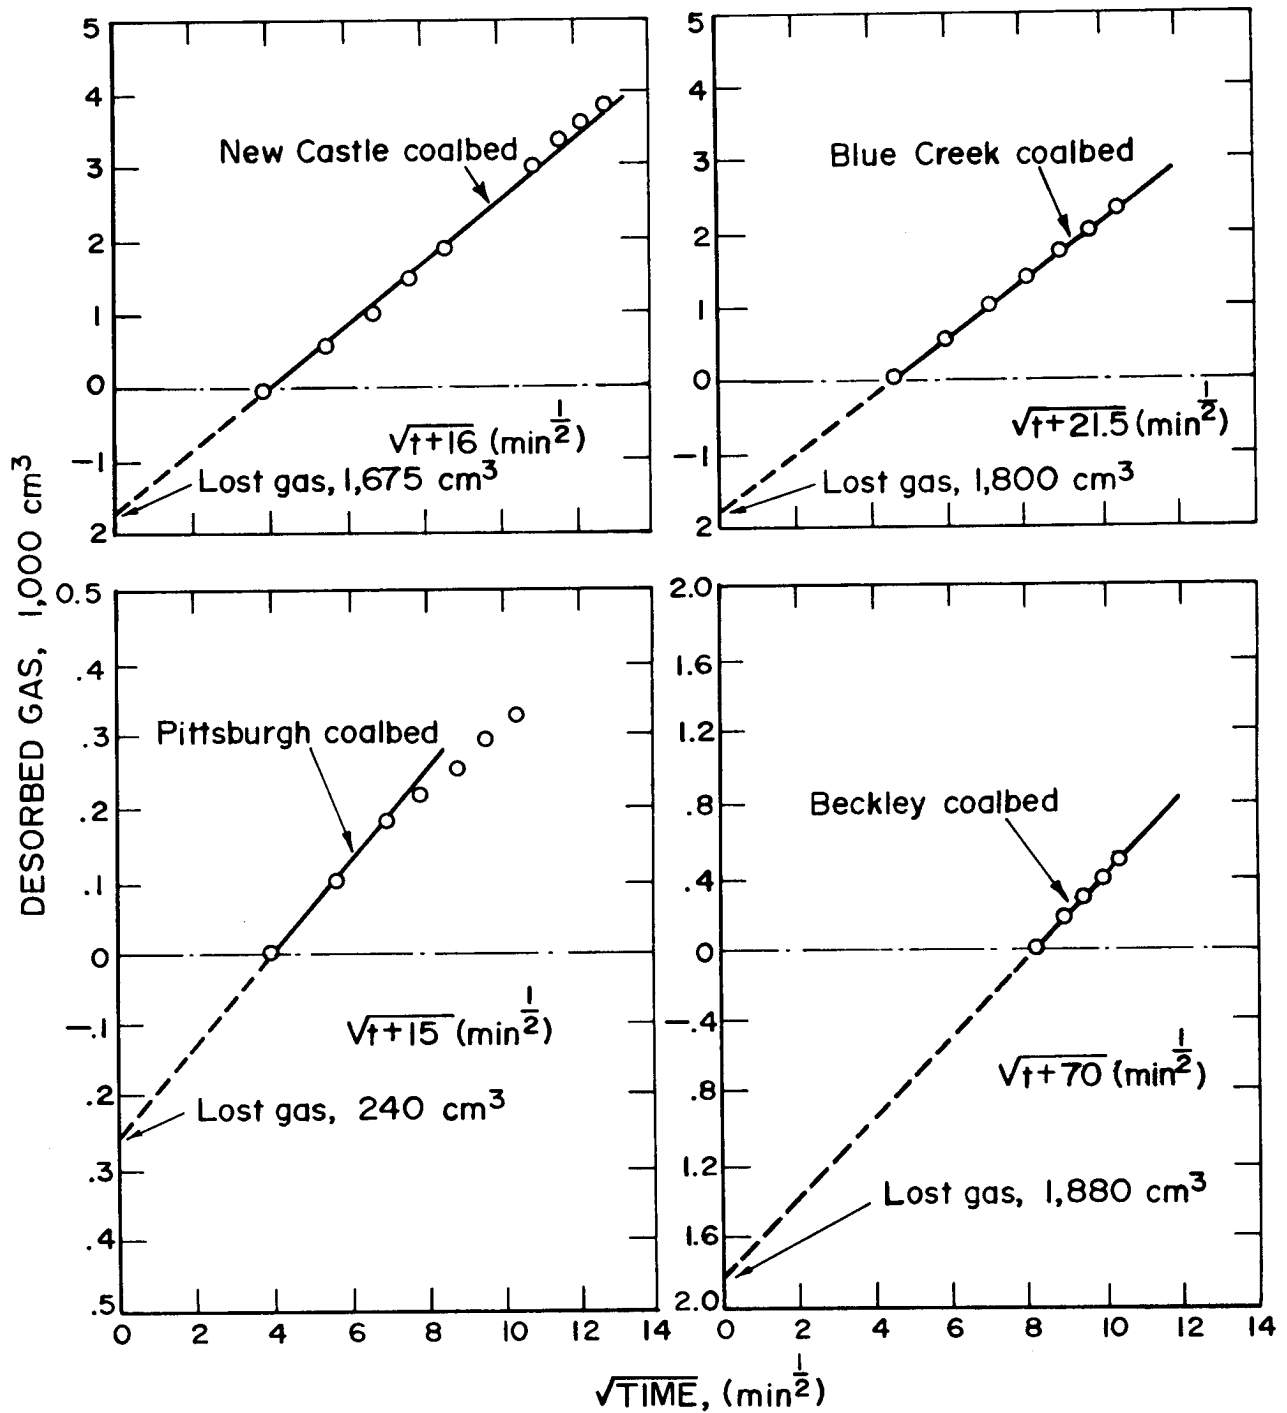 DESORBED GAS, 1,000 cm³
5
4
3
2
1
0
−1
2
New Castle coalbed
√t+16 (min^1/2)
Lost gas, 1,675 cm³
5
4
3
2
1
0
−1
2
Blue Creek coalbed
√t+21.5 (min^1/2)
Lost gas, 1,800 cm³
0.5
.4
.3
.2
.1
0
−.1
.2
.3
.4
.5
Pittsburgh coalbed
√t+15 (min^1/2)
Lost gas, 240 cm³
0 2 4 6 8 10 12 14
2.0
1.6
1.2
.8
.4
0
−.4
.8
1.2
1.6
2.0
Beckley coalbed
√t+70 (min^1/2)
Lost gas, 1,880 cm³
0 2 4 6 8 10 12 14
√TIME, (min^1/2)